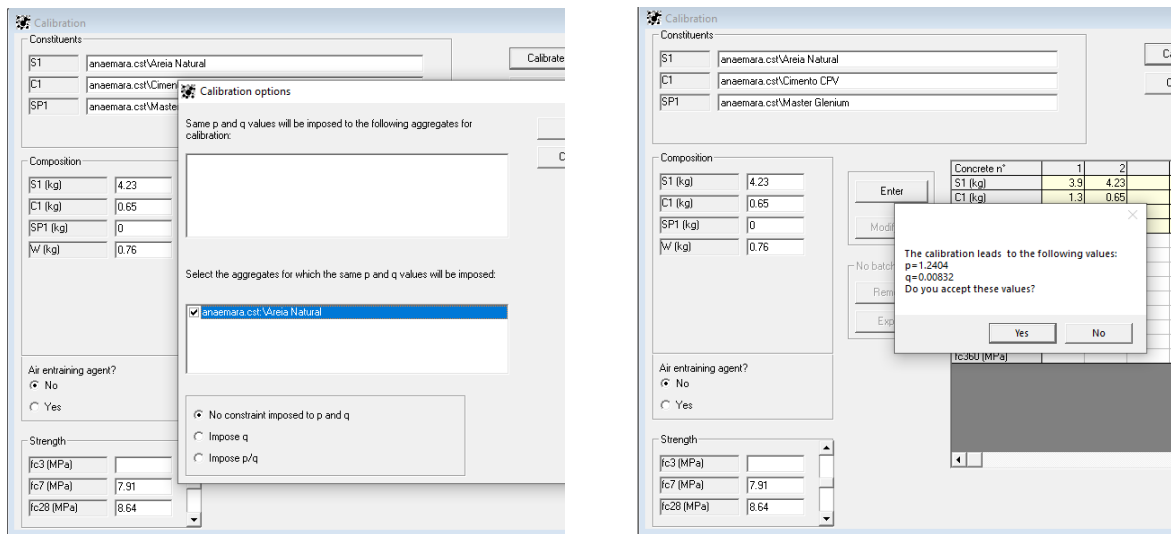 Calibration
Constituents
S1 anaemara.cst\Areia Natural
C1 anaemara.cst\Ciment
SP1 anaemara.cst\Master
Calibrate
Calibration options
Same p and q values will be imposed to the following aggregates for
calibration:
C
Select the aggregates for which the same p and q values will be imposed:
anaemara.cst:\Areia Natural
No constraint imposed to p and q
Impose q
Impose p/q
Composition
S1 (kg) 4.23
C1 (kg) 0.65
SP1 (kg) 0
W (kg) 0.76
Air entraining agent?
No
Yes
Strength
fc3 (MPa)
fc7 (MPa) 7.91
fc28 (MPa) 8.64
Calibration
Constituents
S1 anaemara.cst\Areia Natural
C1 anaemara.cst\Cimento CPV
SP1 anaemara.cst\Master Glenium
Ca
C
Composition
S1 (kg) 4.23
C1 (kg) 0.65
SP1 (kg) 0
W (kg) 0.76
Enter
Modif
No batch
Rem
Exp
Concrete n° 1 2
S1 (kg) 3.9 4.23
C1 (kg) 1.3 0.65
The calibration leads to the following values:
p=1.2404
q=0.00832
Do you accept these values?
Yes No
fc360 (MPa)
Air entraining agent?
No
Yes
Strength
fc3 (MPa)
fc7 (MPa) 7.91
fc28 (MPa) 8.64